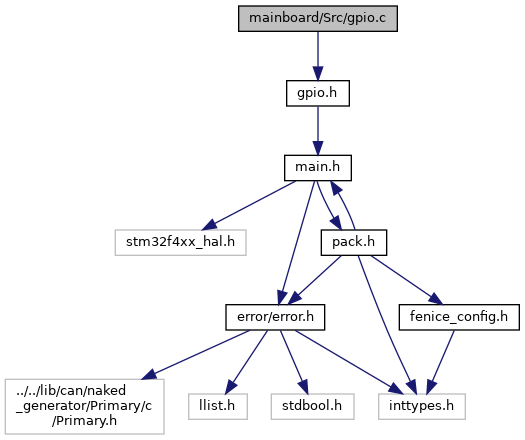 mainboard/Src/gpio.c
gpio.h
main.h
stm32f4xx_hal.h
pack.h
error/error.h
fenice_config.h
../../lib/can/naked
_generator/Primary/c
/Primary.h
llist.h
stdbool.h
inttypes.h